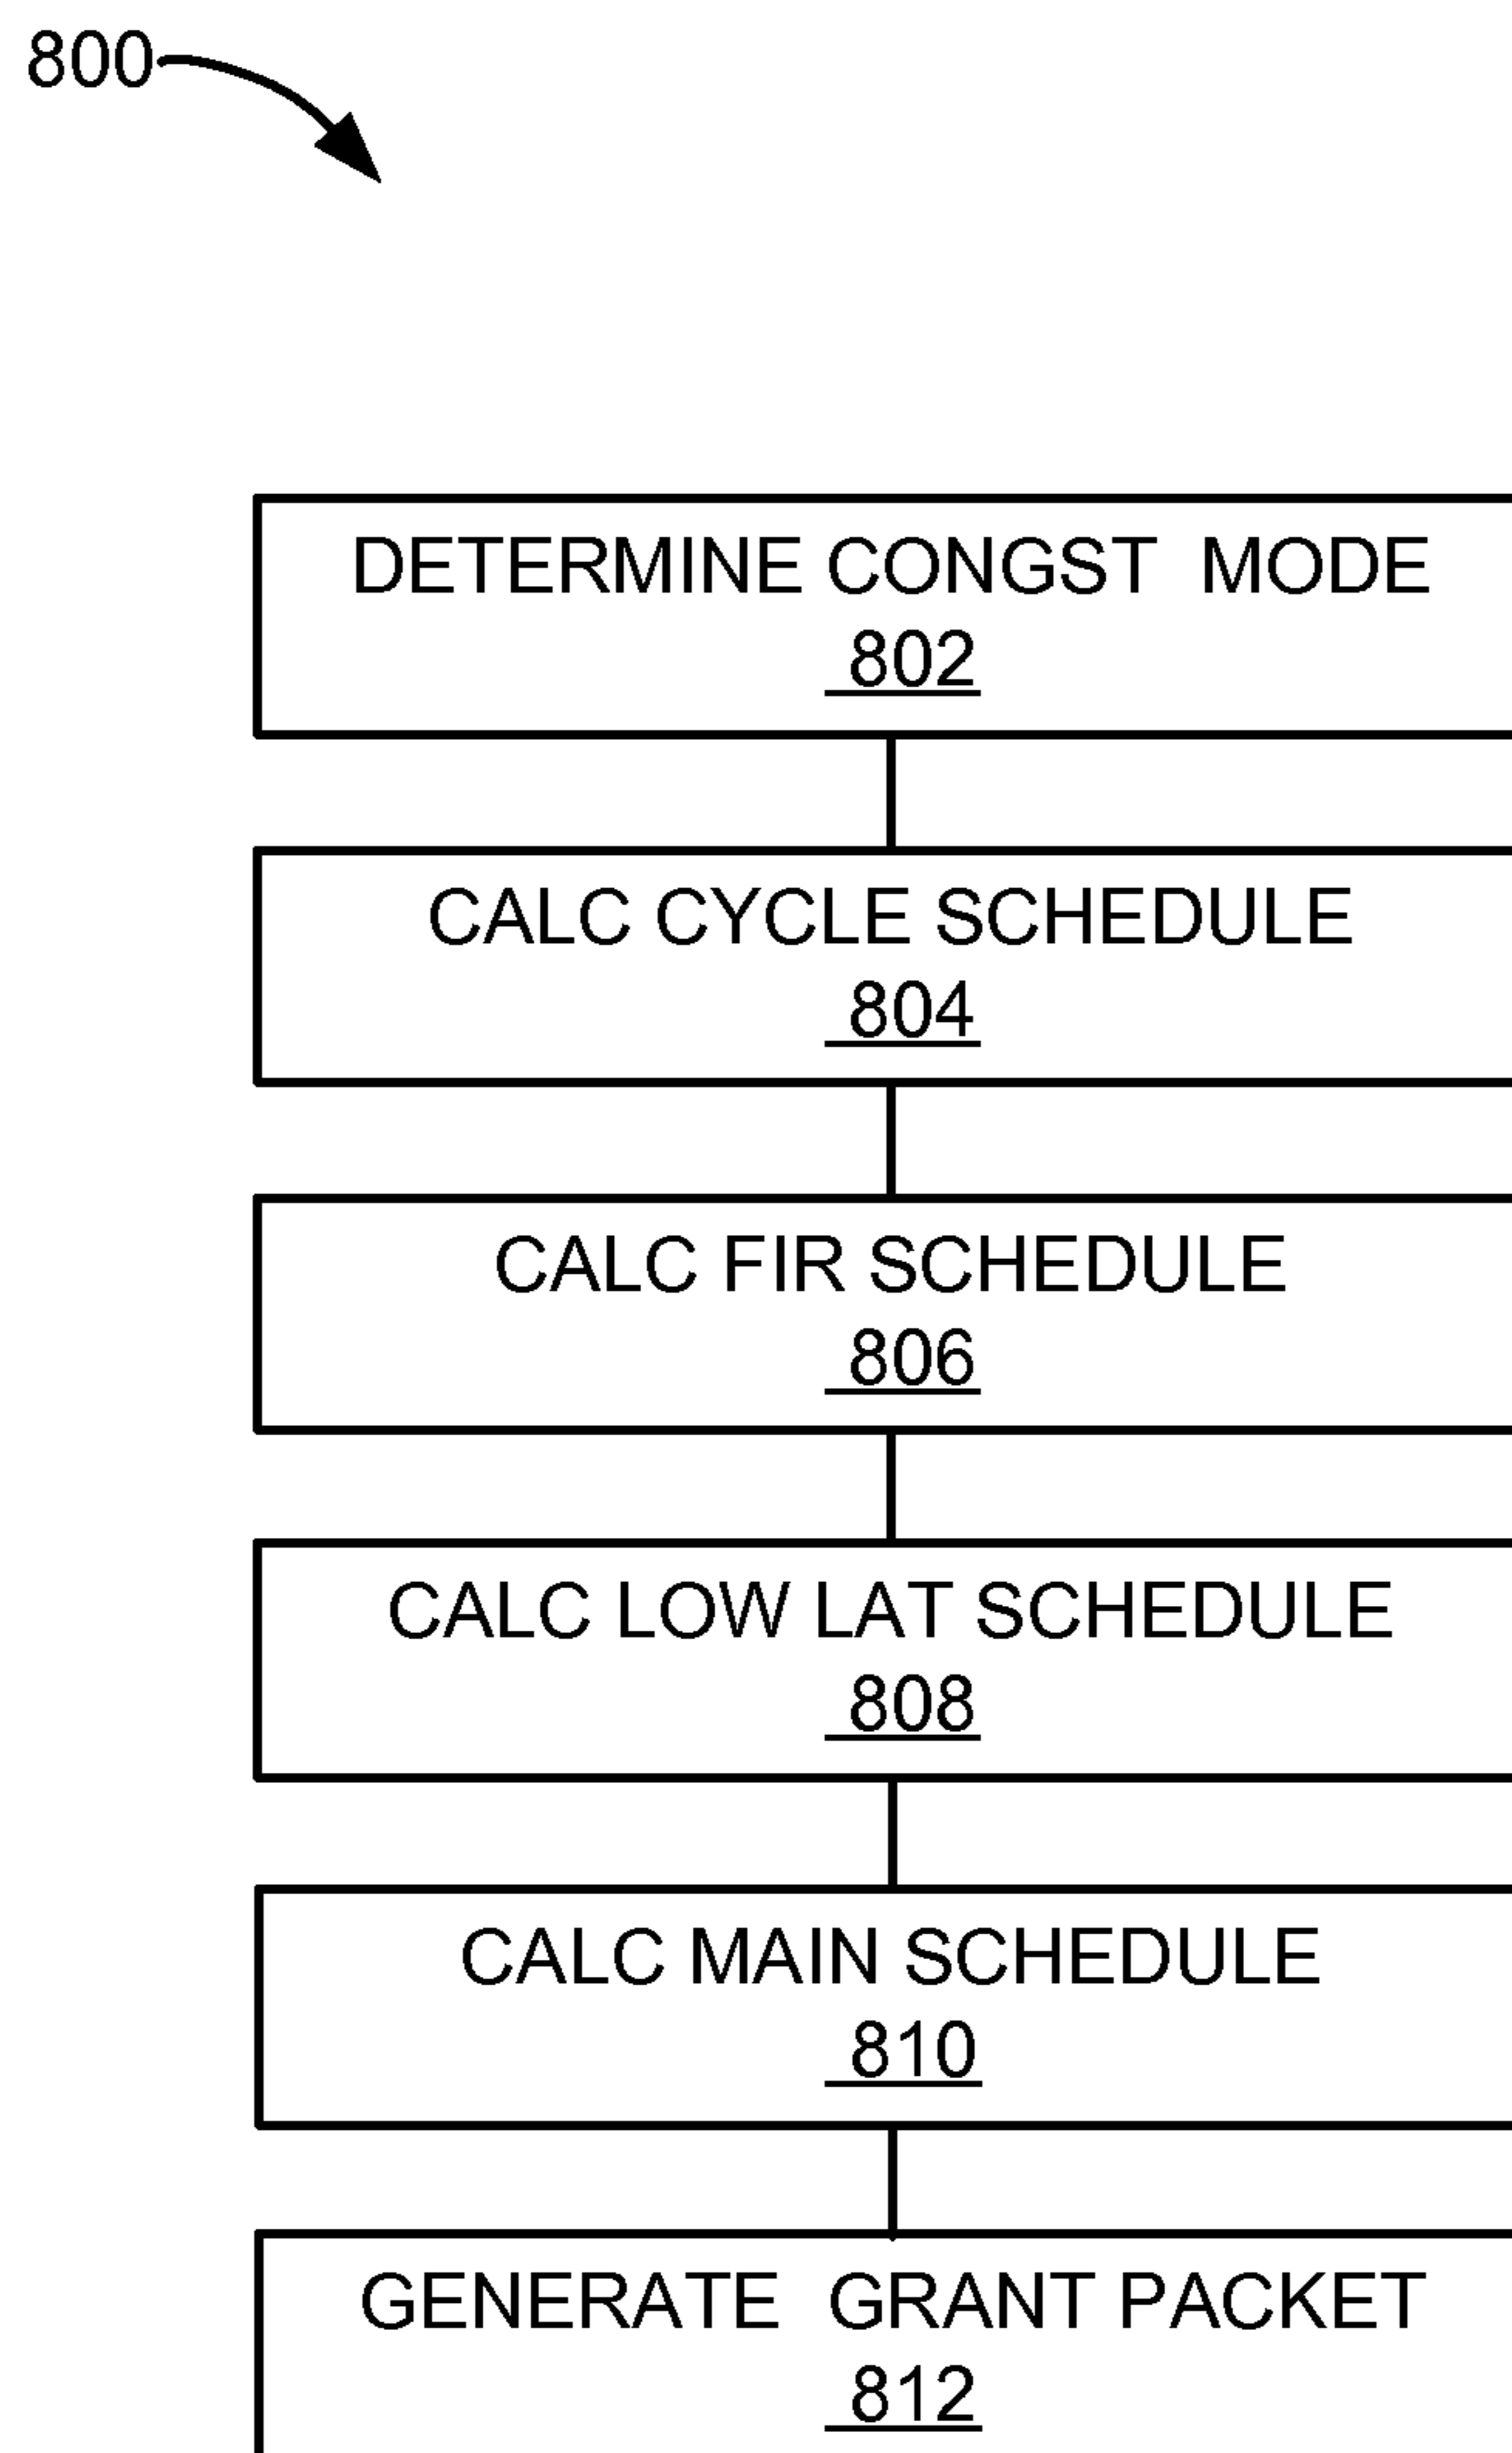 800
DETERMINE CONGST MODE
802
CALC CYCLE SCHEDULE
804
CALC FIR SCHEDULE
806
CALC LOW LAT SCHEDULE
808
CALC MAIN SCHEDULE
810
GENERATE GRANT PACKET
812